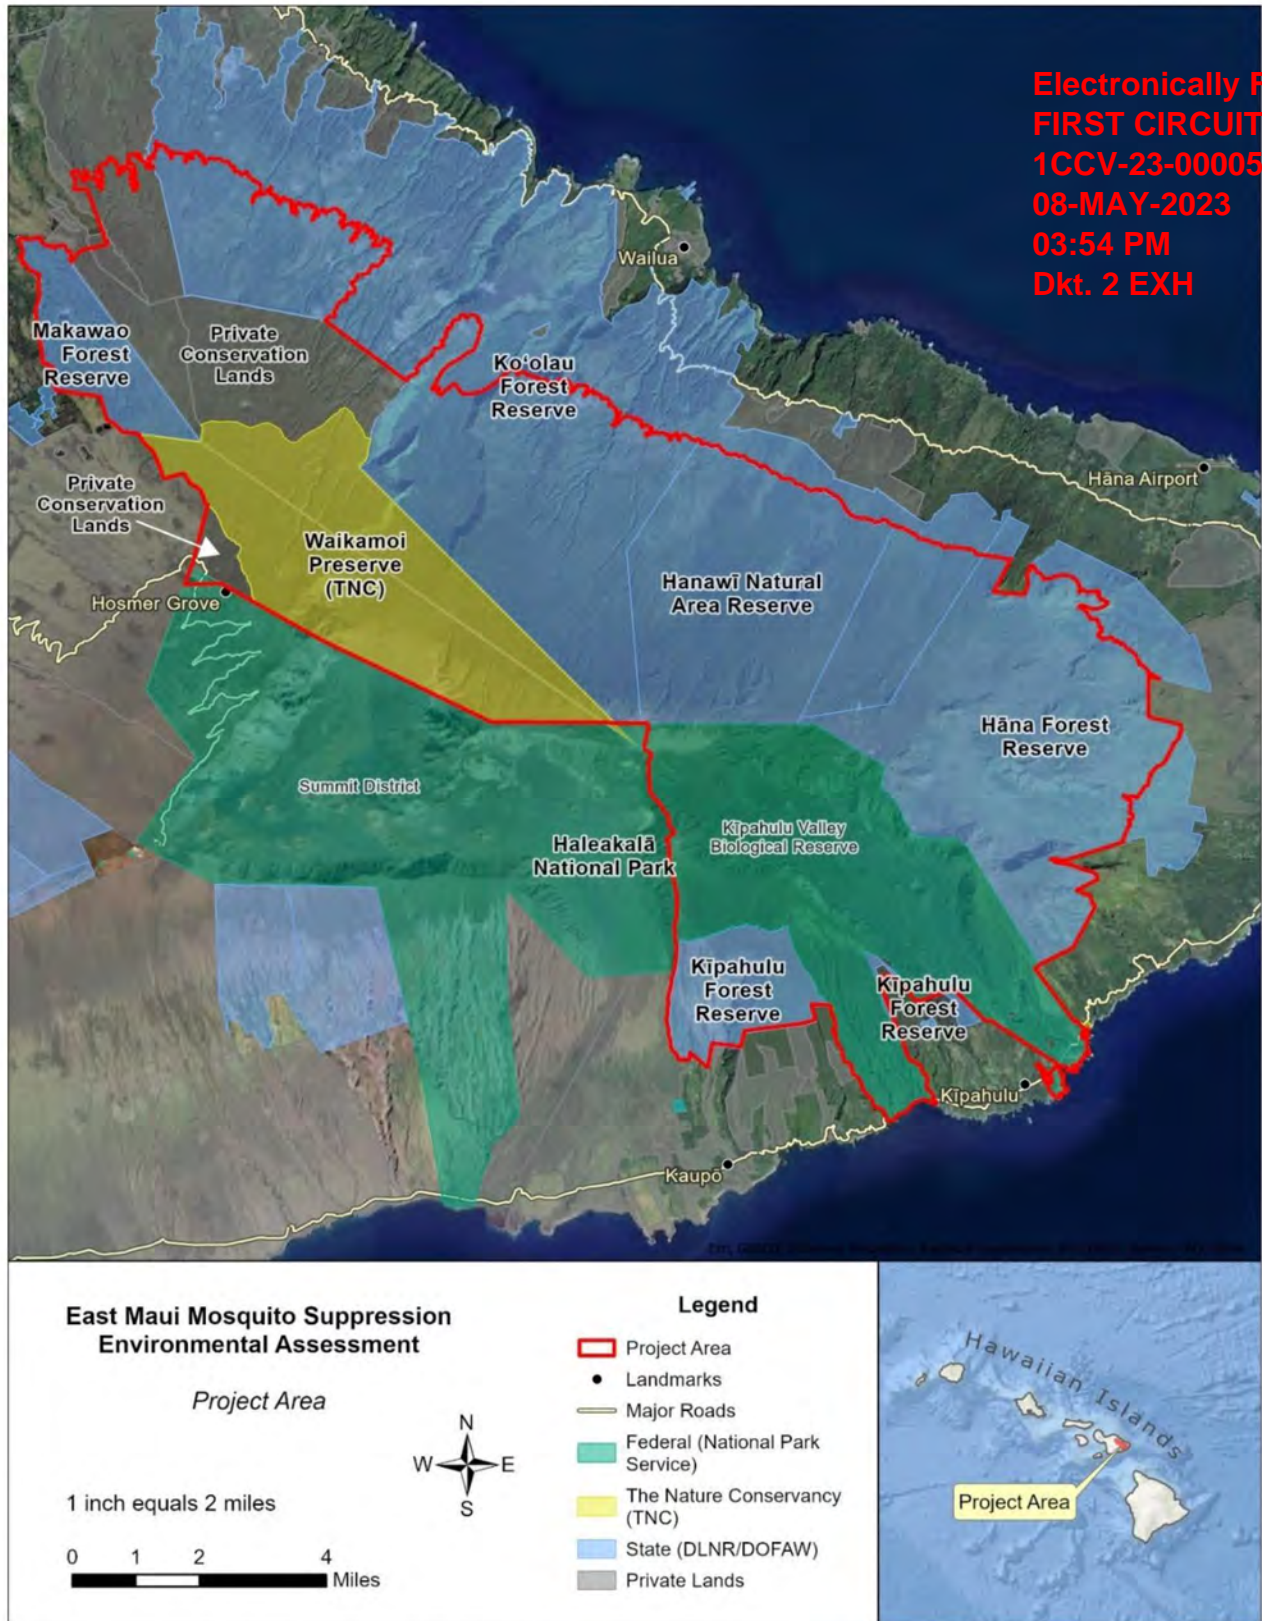 Electronically F
FIRST CIRCUIT
1CCV-23-00005
08-MAY-2023
03:54 PM
Dkt. 2 EXH
Wailua
Makawao
Forest
Reserve
Private
Conservation
Lands
Ko‘olau
Forest
Reserve
Hāna Airport
Private
Conservation
Lands
Waikamoi
Preserve
(TNC)
Hanawī Natural
Area Reserve
Hosmer Grove
Hāna Forest
Reserve
Summit District
Kīpahulu Valley
Biological Reserve
Haleakalā
National Park
Kīpahulu
Forest
Reserve
Kīpahulu
Forest
Reserve
Kīpahulu
Kaupō
East Maui Mosquito Suppression
Environmental Assessment
Project Area
N
W E
S
1 inch equals 2 miles
0 1 2 4
Miles
Legend
Project Area
Landmarks
Major Roads
Federal (National Park
Service)
The Nature Conservancy
(TNC)
State (DLNR/DOFAW)
Private Lands
Hawaiian Islands
Project Area